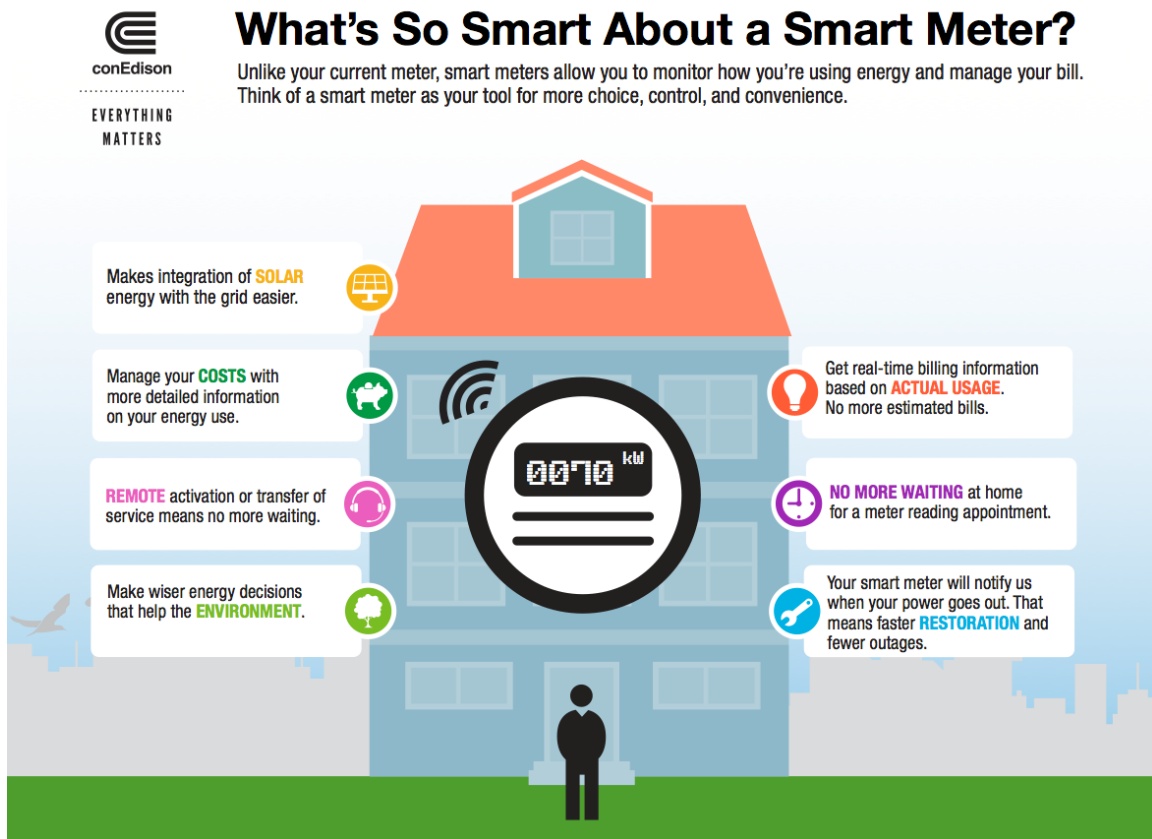 conEdison
EVERYTHING
MATTERS
What's So Smart About a Smart Meter?
Unlike your current meter, smart meters allow you to monitor how you're using energy and manage your bill.
Think of a smart meter as your tool for more choice, control, and convenience.
Makes integration of SOLAR
energy with the grid easier.
Manage your COSTS with
more detailed information
on your energy use.
REMOTE activation or transfer of
service means no more waiting.
Make wiser energy decisions
that help the ENVIRONMENT.
0070 kW
Get real-time billing information
based on ACTUAL USAGE.
No more estimated bills.
NO MORE WAITING at home
for a meter reading appointment.
Your smart meter will notify us
when your power goes out. That
means faster RESTORATION and
fewer outages.